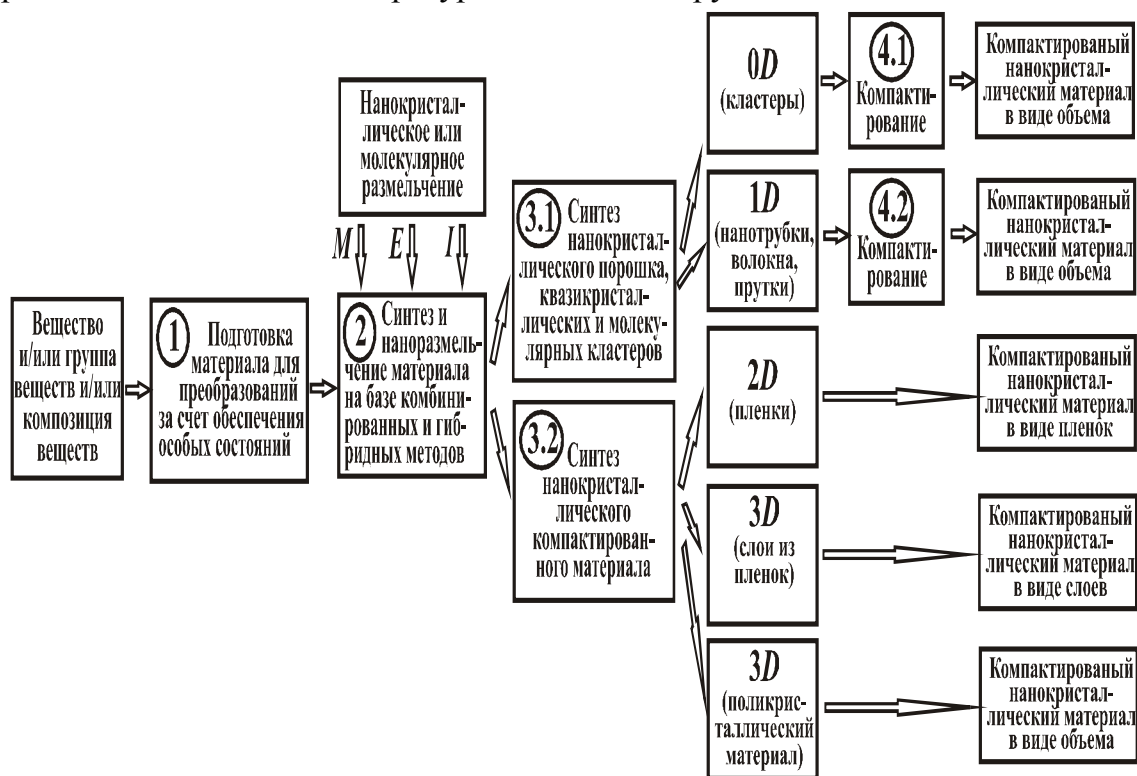 0D
(кластеры)
4.1
Компакти-
рование
Компактированый
нанокристал-
лический материал
в виде объема
Нанокристал-
лическое или
молекулярное
размельчение
M E I
3.1 Синтез
нанокристал-
лического порошка,
квазикристал-
лических и молеку-
лярных кластеров
1D
(нанотрубки,
волокна,
прутки)
4.2
Компакти-
рование
Компактированый
нанокристал-
лический материал
в виде объема
Вещество
и/или группа
веществ и/или
композиция
веществ
1 Подготовка
материала для
преобразований
за счет обеспечения
особых состояний
2 Синтез и
наноразмель-
чение материала
на базе комбини-
рованных и гиб-
ридных методов
3.2 Синтез
нанокристал-
лического
компактирован-
ного материала
2D
(пленки)
Компактированый
нанокристал-
лический материал
в виде пленок
3D
(слои из
пленок)
Компактированый
нанокристал-
лический материал
в виде слоев
3D
(поликрис-
таллический
материал)
Компактированый
нанокристал-
лический материал
в виде объема